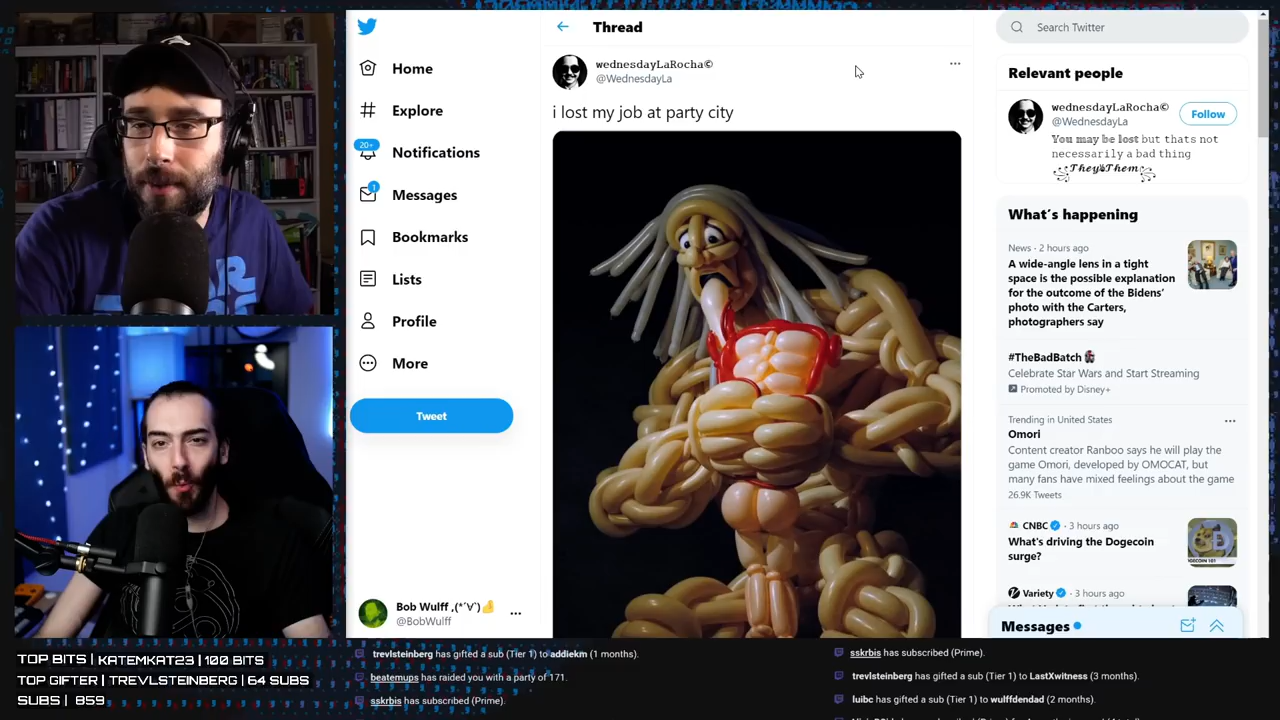 Thread
wednesdayLaRocha©
@WednesdayLa
i lost my job at party city
Home
Explore
20+
Notifications
1
Messages
Bookmarks
Lists
Profile
More
Tweet
Bob Wulff ,(*´∀`)
@BobWulff
Search Twitter
Relevant people
wednesdayLaRocha©
@WednesdayLa
Follow
You may be lost but thats not
necessarily a bad thing
They Them
What's happening
News · 2 hours ago
A wide-angle lens in a tight
space is the possible explanation
for the outcome of the Bidens'
photo with the Carters,
photographers say
#TheBadBatch
Celebrate Star Wars and Start Streaming
Promoted by Disney+
Trending in United States
Omori
Content creator Ranboo says he will play the
game Omori, developed by OMOCAT, but
many fans have mixed feelings about the
26.9K Tweets
CNBC · 3 hours ago
What's driving the Dogecoin
surge?
DOGECOIN 101
Variety · 3 hours ago
Messages
TOP BITS | KATEMKAT23 | 100 BITS
TOP GIFTER | TREVLSTEINBERG | 64 SUBS
SUBS | 859
trevlsteinberg has gifted a sub (Tier 1) to addiekm (1 months).
beatemups has raided you with a party of 171.
sskrbis has subscribed (Prime).
sskrbis has subscribed (Prime).
trevlsteinberg has gifted a sub (Tier 1) to LastXwitness (3 months).
luibc has gifted a sub (Tier 1) to wulffdendad (2 months).